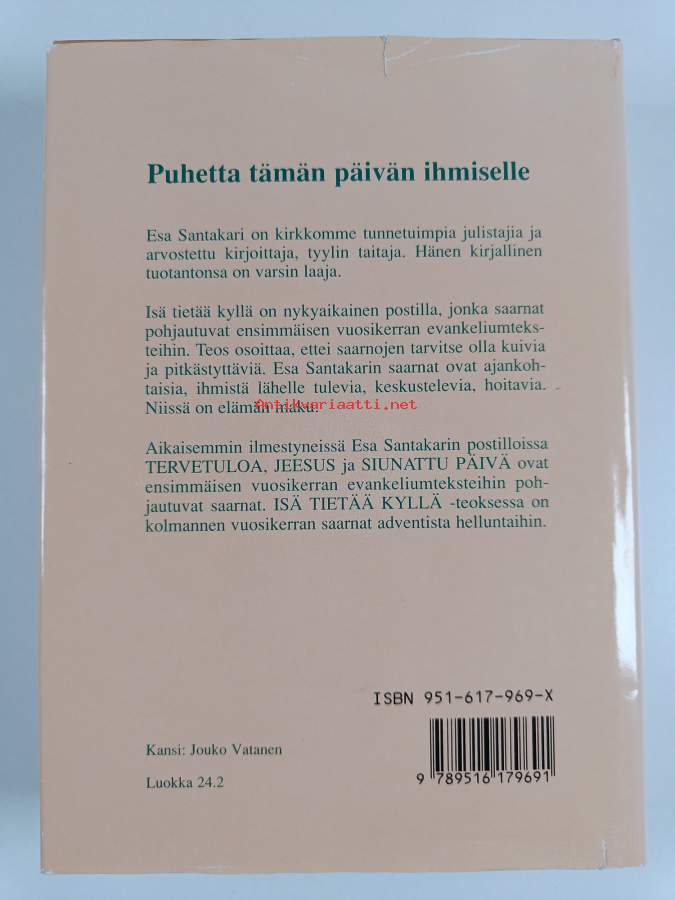 Puhetta tämän päivän ihmiselle
Esa Santakari on kirkkomme tunnetuimpia julistajia ja
arvostettu kirjoittaja, tyylin taitaja. Hänen kirjallinen
tuotantonsa on varsin laaja.
Isä tietää kyllä on nykyaikainen postilla, jonka saarnat
pohjautuvat ensimmäisen vuosikerran evankeliumteks-
teihin. Teos osoittaa, ettei saarnojen tarvitse olla kuivia
ja pitkästyttäviä. Esa Santakarin saarnat ovat ajankoh-
taisia, ihmistä lähelle tulevia, keskustelevia, hoitavia.
Niissä on elämän maku.
Antikvariaatti.net
Aikaisemmin ilmestyneissä Esa Santakarin postilloissa
TERVETULOA, JEESUS ja SIUNATTU PÄIVÄ ovat
ensimmäisen vuosikerran evankeliumteksteihin poh-
jautuvat saarnat. ISÄ TIETÄÄ KYLLÄ -teoksessa on
kolmannen vuosikerran saarnat adventista helluntaihin.
ISBN 951-617-969-X
9 789516 179691
Kansi: Jouko Vatanen
Luokka 24.2